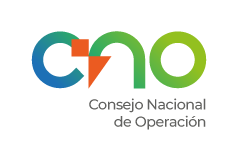 cno
Consejo Nacional
de Operación